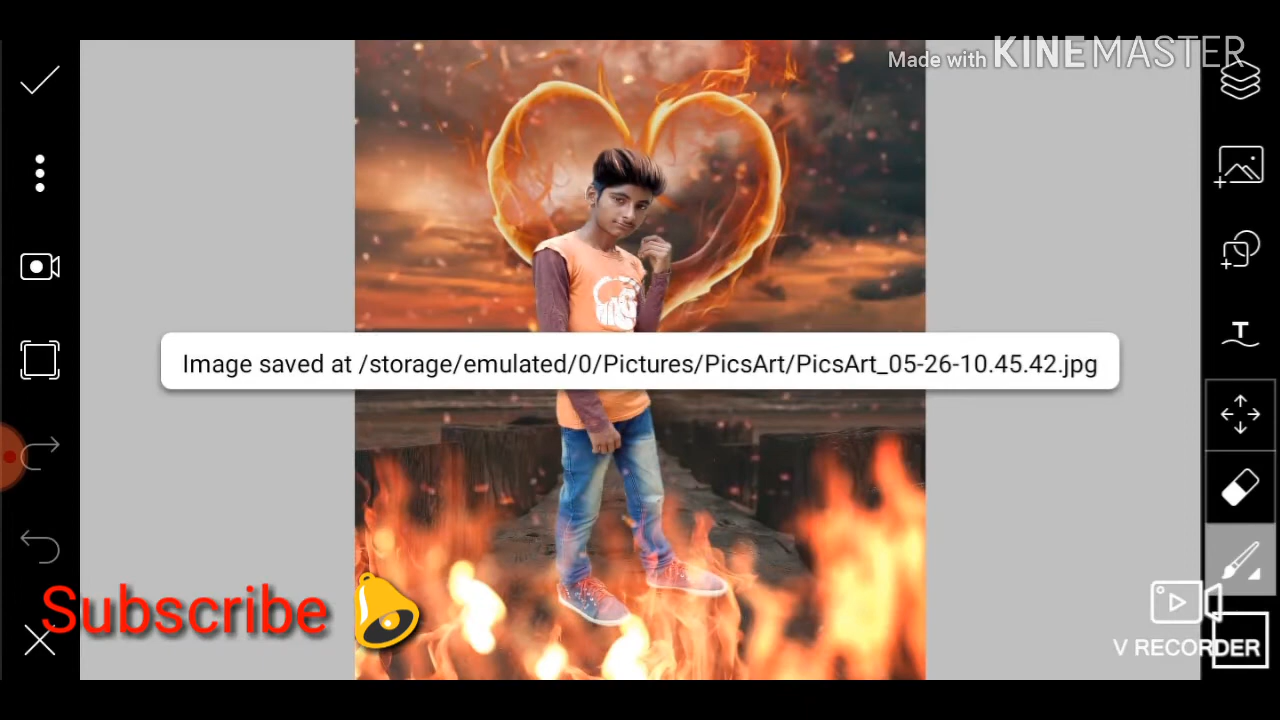 Made with KINEMASTER
Image saved at /storage/emulated/0/Pictures/PicsArt/PicsArt_05-26-10.45.42.jpg
Subscribe
V RECORDER